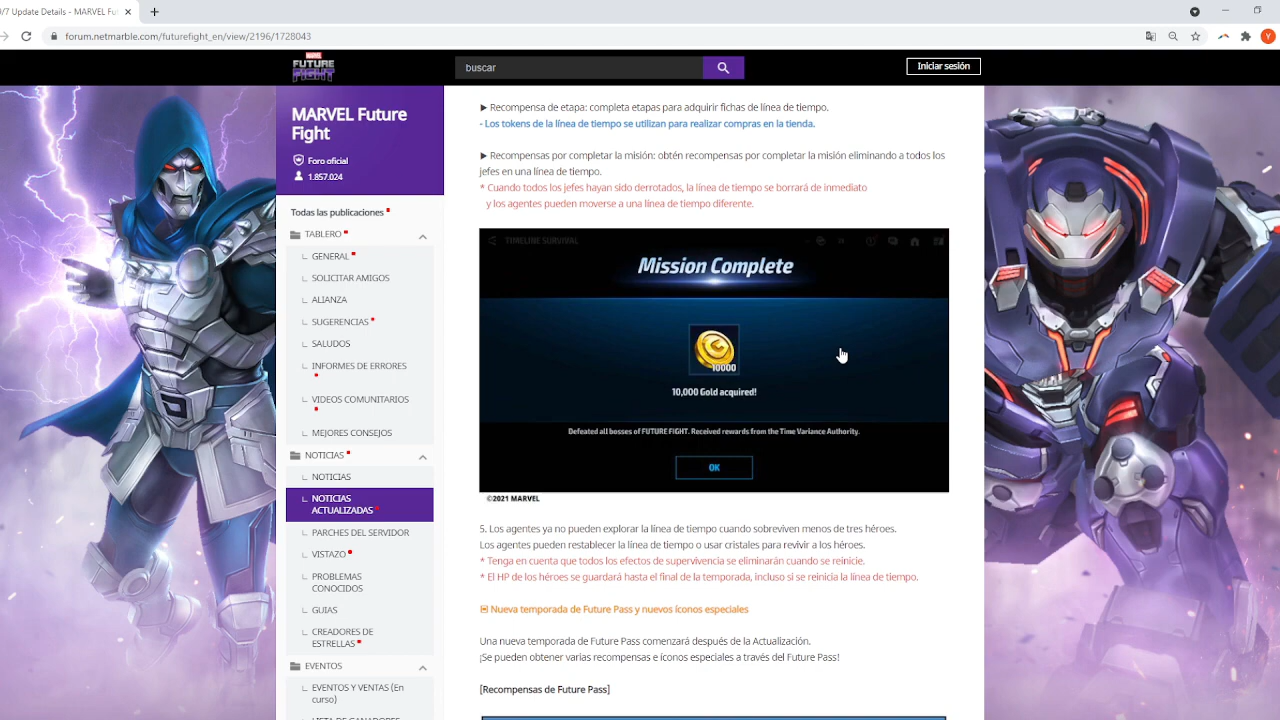 9/7 Update Details - MARVEL Fu
forum.netmarble.com/futurefight_en/view/2196/1728043
Y
MARVEL
FUTURE
FIGHT
buscar
Iniciar sesión
MARVEL Future
Fight
Foro oficial
1.857.024
Todas las publicaciones
TABLERO
GENERAL
SOLICITAR AMIGOS
ALIANZA
SUGERENCIAS
SALUDOS
INFORMES DE ERRORES
VIDEOS COMUNITARIOS
MEJORES CONSEJOS
NOTICIAS
NOTICIAS
NOTICIAS
ACTUALIZADAS
PARCHES DEL SERVIDOR
VISTAZO
PROBLEMAS
CONOCIDOS
GUIAS
CREADORES DE
ESTRELLAS
EVENTOS
EVENTOS Y VENTAS (En
curso)
LISTA DE GANADORES
▶ Recompensa de etapa: completa etapas para adquirir fichas de línea de tiempo.
- Los tokens de la línea de tiempo se utilizan para realizar compras en la tienda.
▶ Recompensas por completar la misión: obtén recompensas por completar la misión eliminando a todos los
jefes en una línea de tiempo.
* Cuando todos los jefes hayan sido derrotados, la línea de tiempo se borrará de inmediato
y los agentes pueden moverse a una línea de tiempo diferente.
TIMELINE SURVIVAL
Mission Complete
10000
10,000 Gold acquired!
Defeated all bosses of FUTURE FIGHT. Received rewards from the Time Variance Authority.
OK
©2021 MARVEL
5. Los agentes ya no pueden explorar la línea de tiempo cuando sobreviven menos de tres héroes.
Los agentes pueden restablecer la línea de tiempo o usar cristales para revivir a los héroes.
* Tenga en cuenta que todos los efectos de supervivencia se eliminarán cuando se reinicie.
* El HP de los héroes se guardará hasta el final de la temporada, incluso si se reinicia la línea de tiempo.
▣ Nueva temporada de Future Pass y nuevos íconos especiales
Una nueva temporada de Future Pass comenzará después de la Actualización.
¡Se pueden obtener varias recompensas e íconos especiales a través del Future Pass!
[Recompensas de Future Pass]